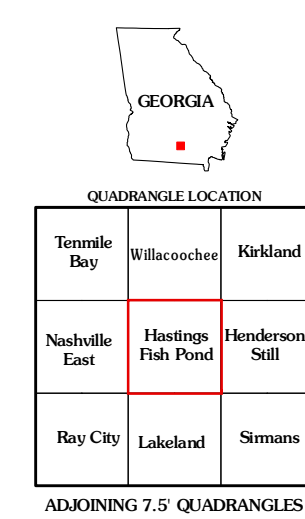 GEORGIA
QUADRANGLE LOCATION
Tenmile
Bay
Willacoochee
Kirkland
Nashville
East
Hastings
Fish Pond
Henderson
Still
Ray City
Lakeland
Sirmans
ADJOINING 7.5' QUADRANGLES